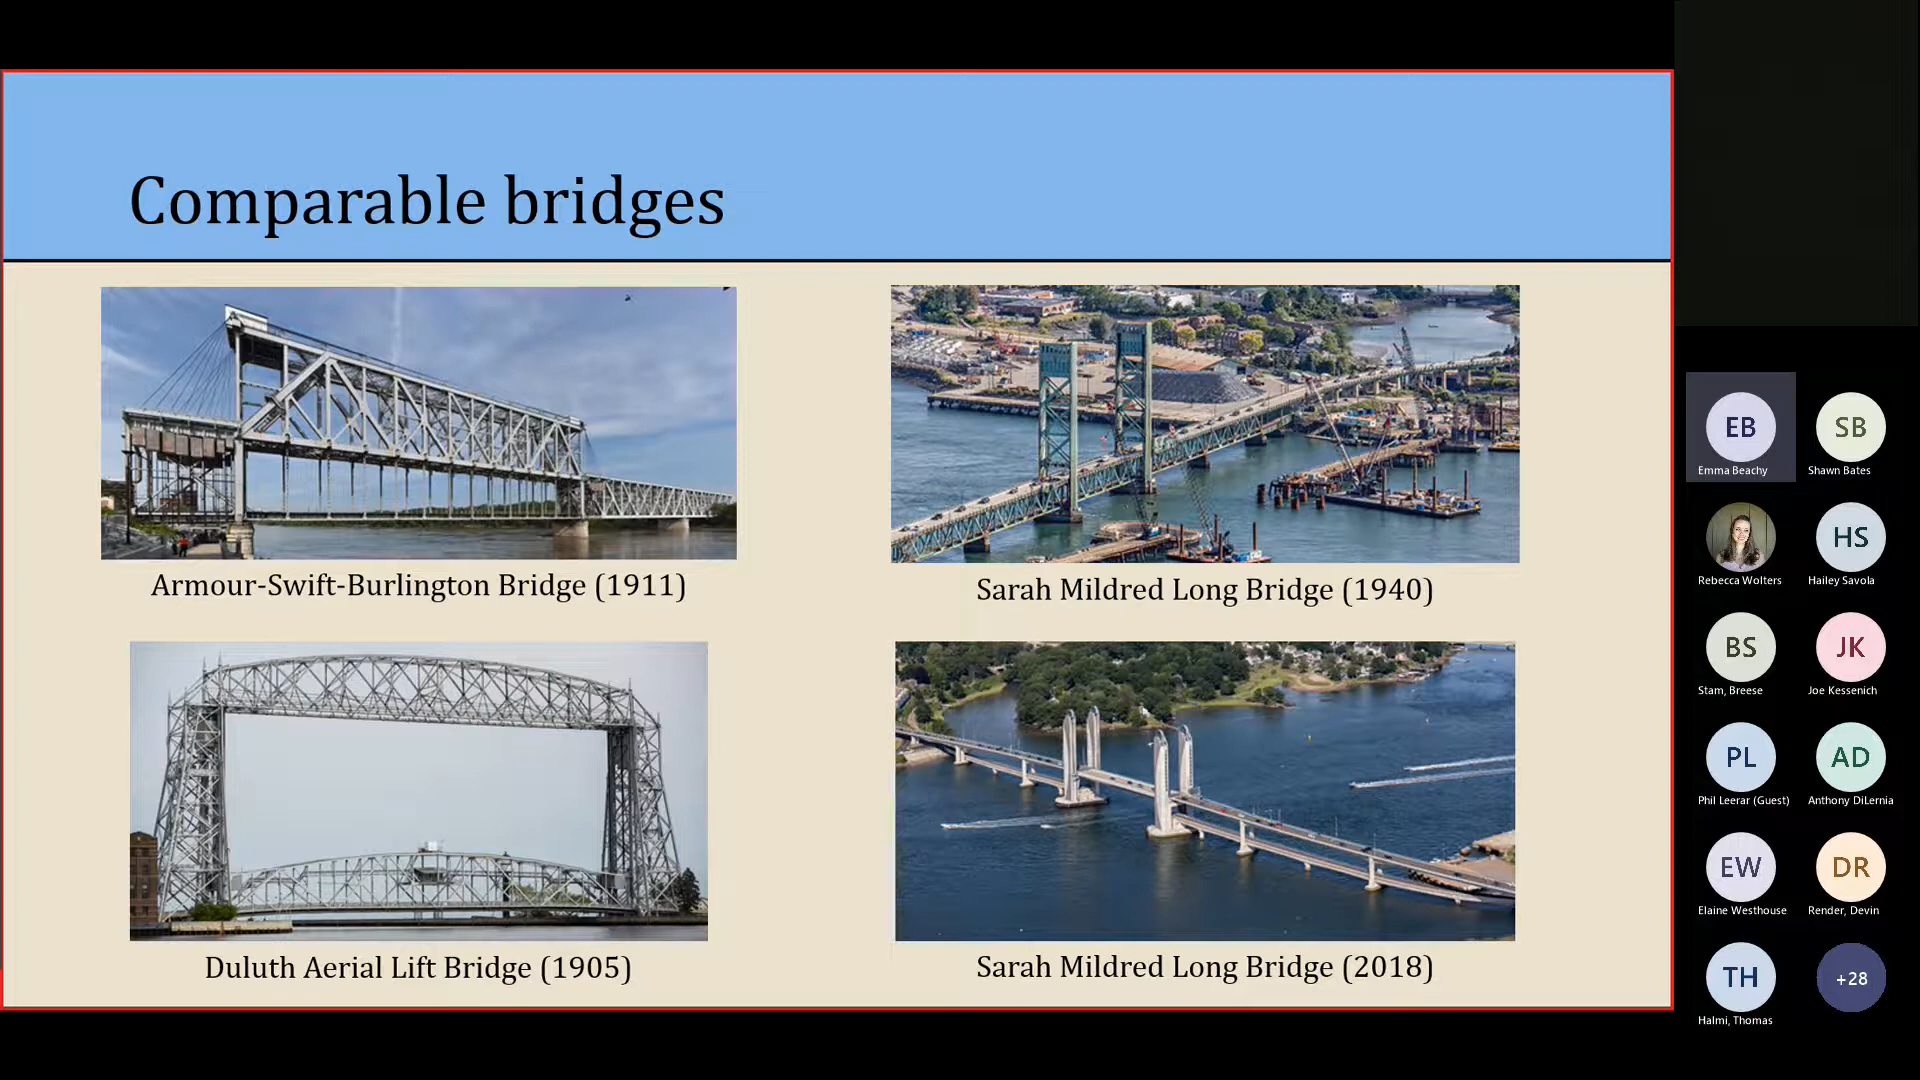 Comparable bridges
Armour-Swift-Burlington Bridge (1911)
Sarah Mildred Long Bridge (1940)
Duluth Aerial Lift Bridge (1905)
Sarah Mildred Long Bridge (2018)
EB
Emma Beachy
SB
Shawn Bates
Rebecca Wolters
HS
Hailey Savola
BS
Stam, Breese
JK
Joe Kessenich
PL
Phil Leerar (Guest)
AD
Anthony DiLernia
EW
Elaine Westhouse
DR
Render, Devin
TH
Halmi, Thomas
+28